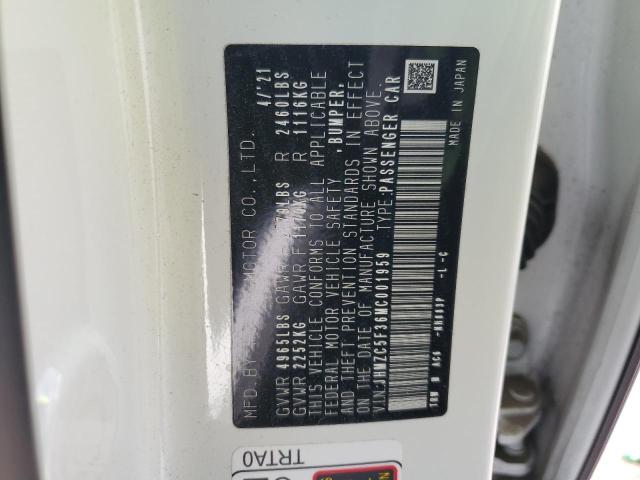 MFD. BY MOTOR CO., LTD. 4/'21
GVWR 4965LBS GAWR F LBS R 2460LBS
GVWR 2252KG GAWR F KG R 1116KG
THIS VEHICLE CONFORMS TO ALL APPLICABLE
FEDERAL MOTOR VEHICLE SAFETY , BUMPER,
AND THEFT PREVENTION STANDARDS IN EFFECT
ON THE DATE OF MANUFACTURE SHOWN ABOVE.
JHMZC5F36MC001959 TYPE:PASSENGER CAR
-L -C
MADE IN JAPAN
TRTA0